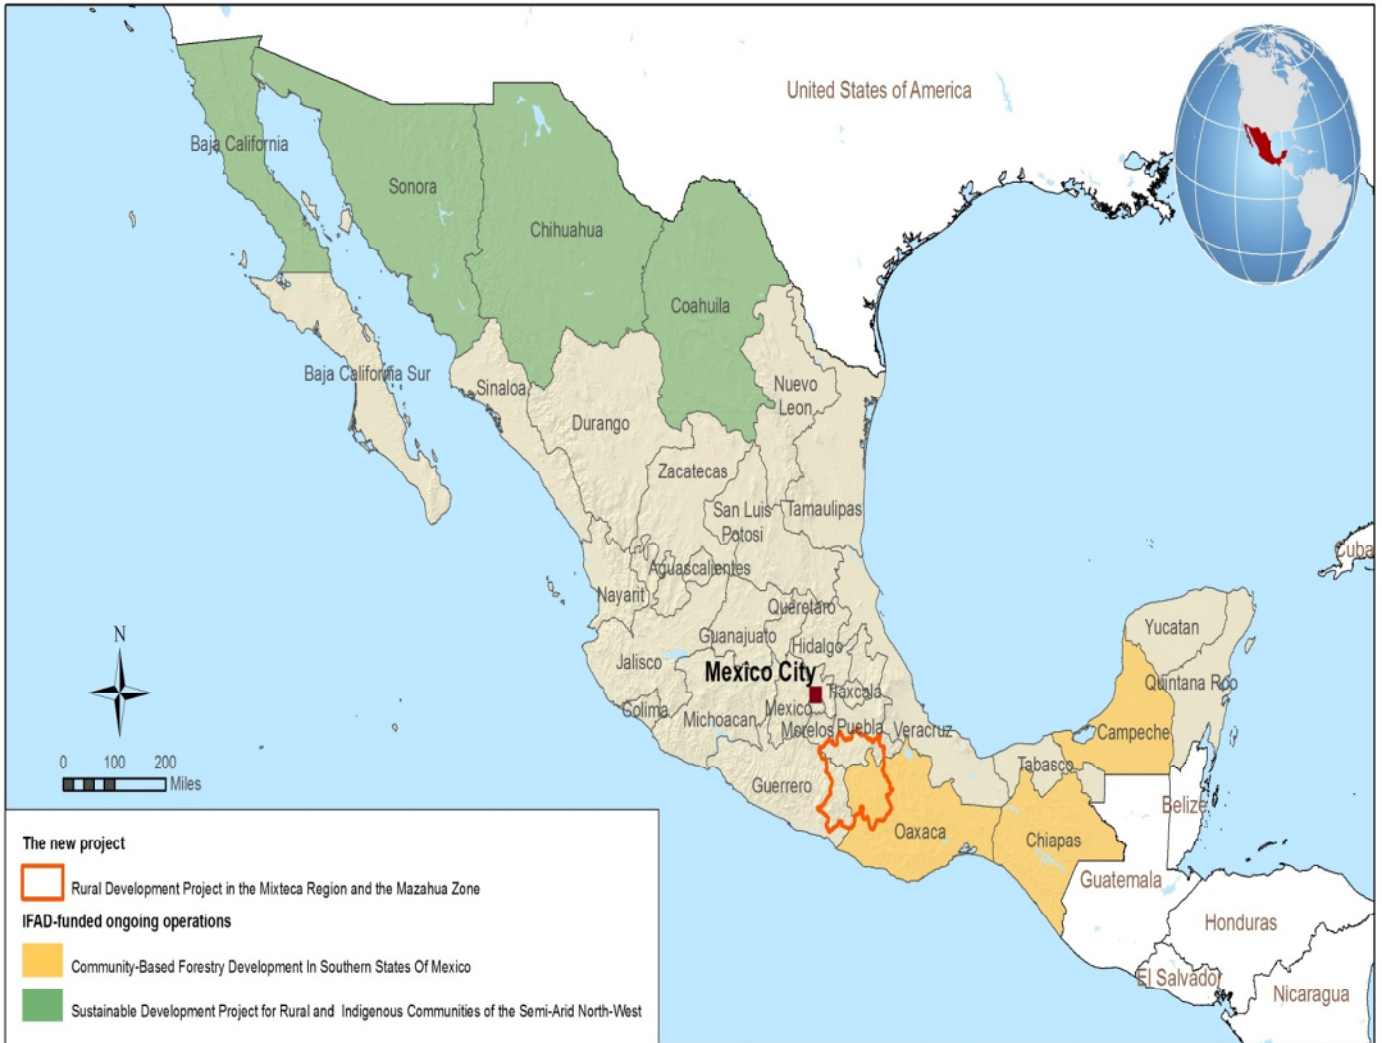 United States of America
Baja California
Sonora
Chihuahua
Coahuila
Baja California Sur
Sinaloa
Nuevo
Leon
Durango
Zacatecas
San Luis
Potosi
Tamaulipas
Cuba
Aguascalientes
Nayarit
Queretaro
Guanajuato
Hidalgo
Yucatan
Jalisco
Mexico City
Tlaxcala
Quintana Roo
Colima
Michoacan
Mexico
Morelos
Puebla
Veracruz
Campeche
Tabasco
Guerrero
Belize
Oaxaca
Chiapas
Guatemala
Honduras
El Salvador
Nicaragua
N
0 100 200
Miles
The new project
Rural Development Project in the Mixteca Region and the Mazahua Zone
IFAD-funded ongoing operations
Community-Based Forestry Development In Southern States Of Mexico
Sustainable Development Project for Rural and Indigenous Communities of the Semi-Arid North-West